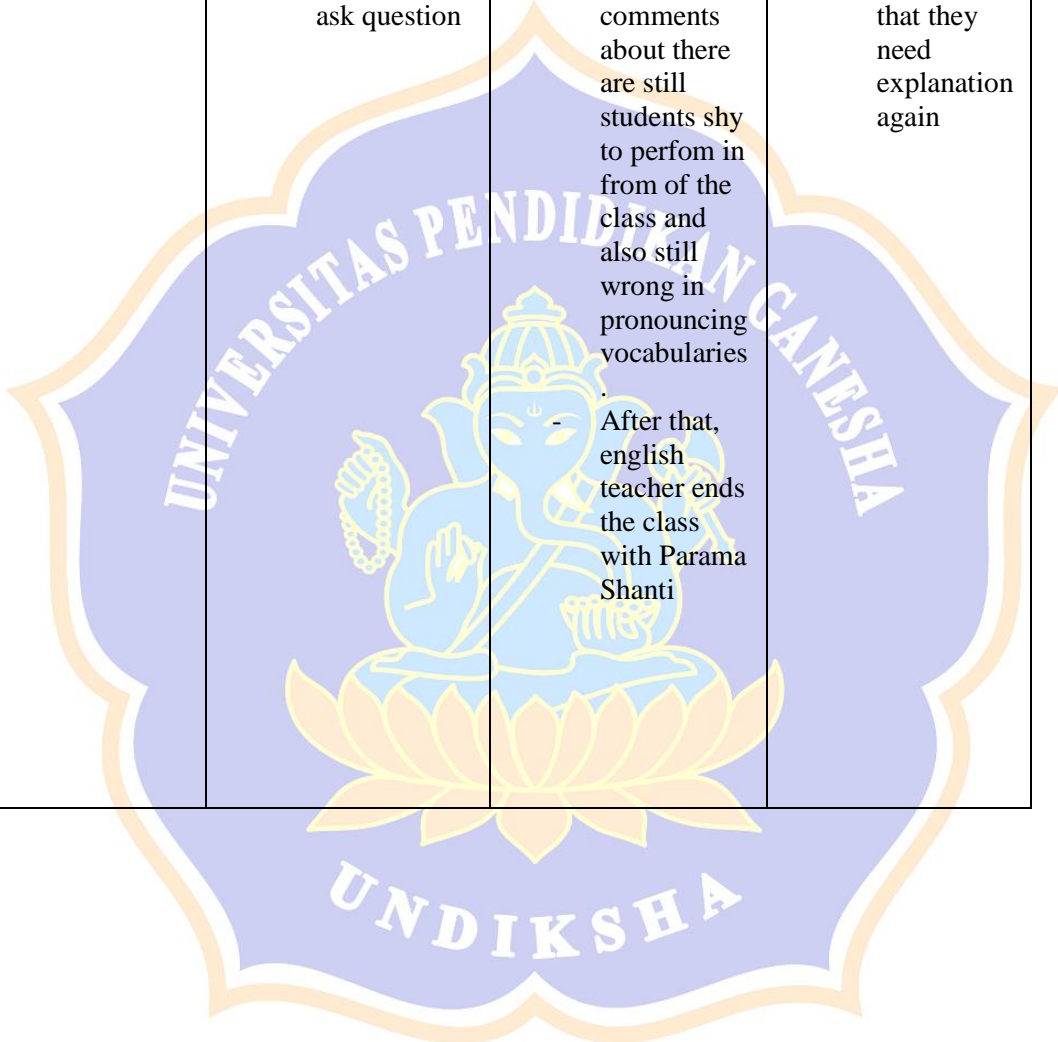 ask question
comments
about there
are still
students shy
to perfom in
from of the
class and
also still
wrong in
pronouncing
vocabularies
.
- After that,
english
teacher ends
the class
with Parama
Shanti
that they
need
explanation
again
UNIVERSITAS PENDIDIKAN GANESHA
UNDIKSHA